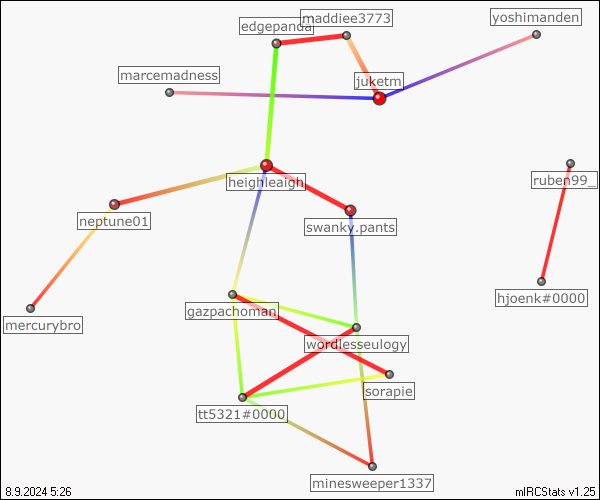 maddiee3773
yoshimanden
edgepanda
marcemadness
juketm
heighleaigh
ruben99_
neptune01
swanky.pants
hjoenk#0000
gazpachoman
mercurybro
wordlesseulogy
sorapie
tt5321#0000
minesweeper1337
8.9.2024 5:26
mIRCStats v1.25